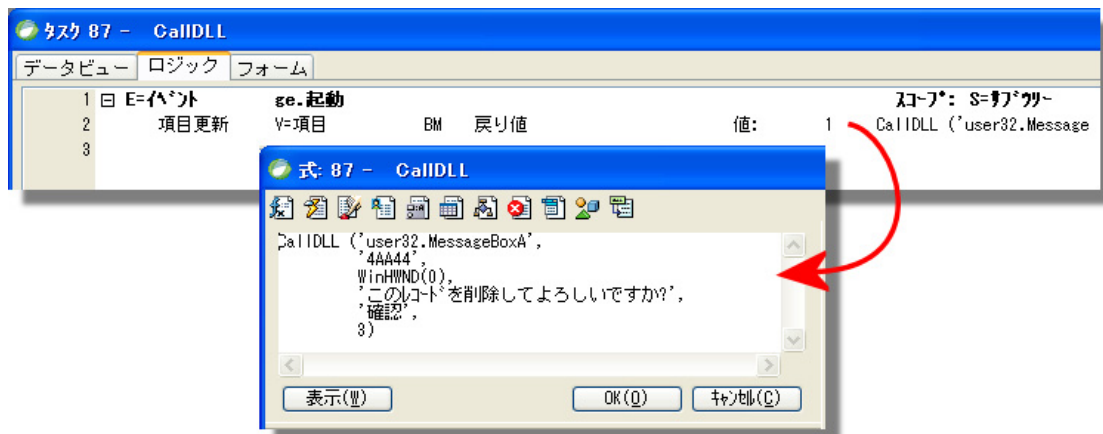 タスク 87 - CallDLL
データビュー ロジック フォーム
1 E=ｲﾍﾞﾝﾄ ge.起動 ｽｺｰﾌﾟ: S=ｻﾌﾞﾂﾘｰ
2 項目更新 V=項目 BM 戻り値 値: 1 CallDLL ('user32.Message
3
式: 87 - CallDLL
CallDLL ('user32.MessageBoxA',
'4AA44',
WinHWND(0),
'このﾚｺｰﾄﾞを削除してよろしいですか?',
'確認',
3)
表示(W) OK(O) ｷｬﾝｾﾙ(C)